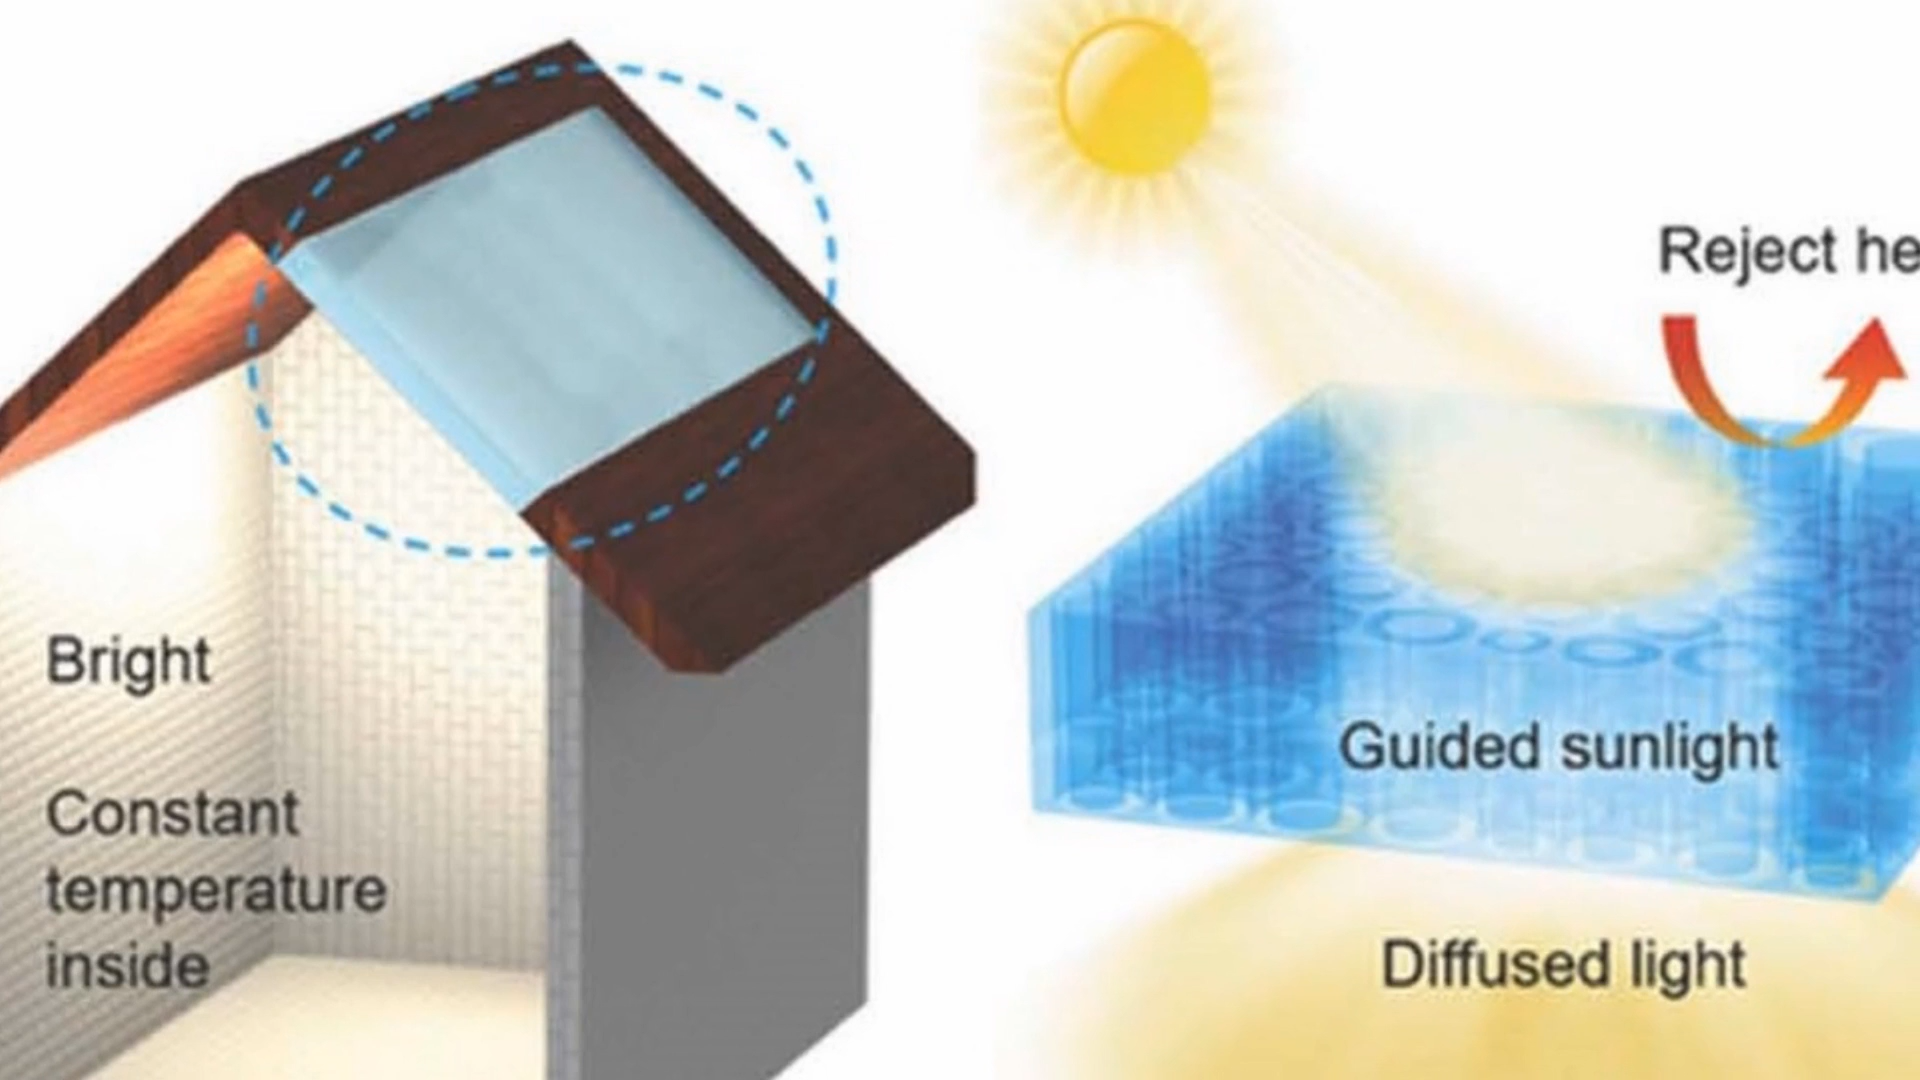 Bright
Constant
temperature
inside
Reject he
Guided sunlight
Diffused light